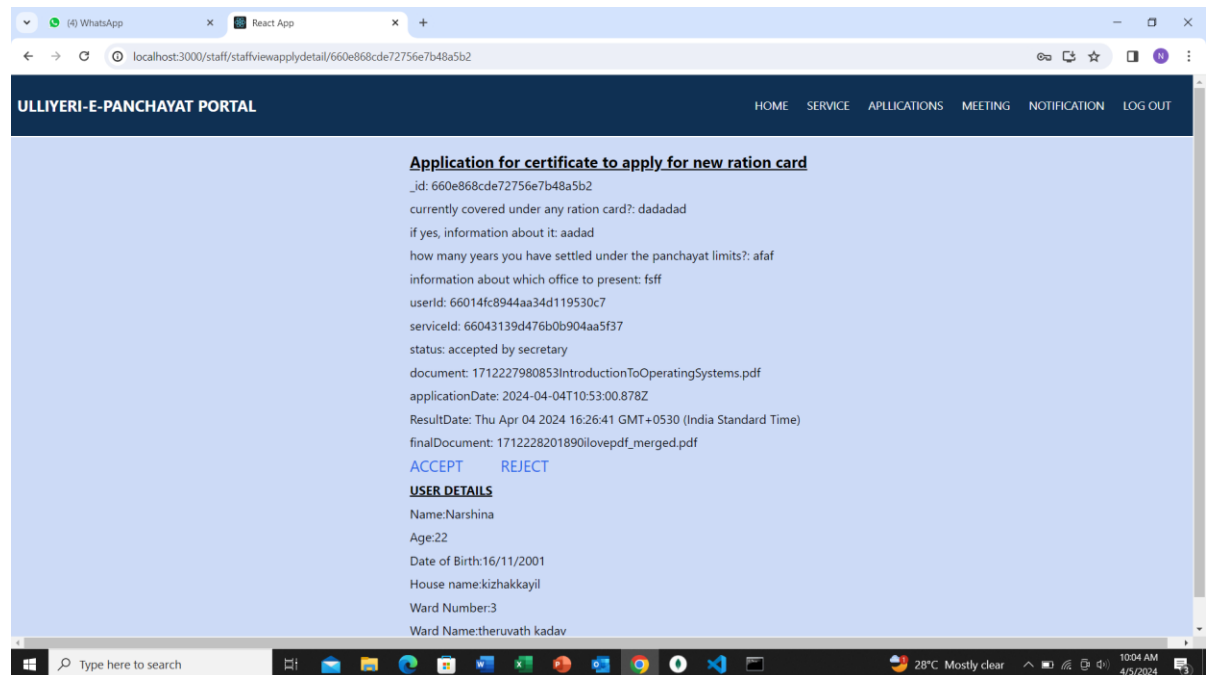 (4) WhatsApp
React App
localhost:3000/staff/staffviewapplydetail/660e868cde72756e7b48a5b2
N
ULLIYERI-E-PANCHAYAT PORTAL
HOME SERVICE APLLICATIONS MEETING NOTIFICATION LOG OUT
Application for certificate to apply for new ration card
_id: 660e868cde72756e7b48a5b2
currently covered under any ration card?: dadadad
if yes, information about it: aadad
how many years you have settled under the panchayat limits?: afaf
information about which office to present: fsff
userId: 66014fc8944aa34d119530c7
serviceId: 66043139d476b0b904aa5f37
status: accepted by secretary
document: 1712227980853IntroductionToOperatingSystems.pdf
applicationDate: 2024-04-04T10:53:00.878Z
ResultDate: Thu Apr 04 2024 16:26:41 GMT+0530 (India Standard Time)
finalDocument: 1712228201890ilovepdf_merged.pdf
ACCEPT REJECT
USER DETAILS
Name:Narshina
Age:22
Date of Birth:16/11/2001
House name:kizhakkayil
Ward Number:3
Ward Name:theruvath kadav
Type here to search
28°C Mostly clear
10:04 AM
4/5/2024